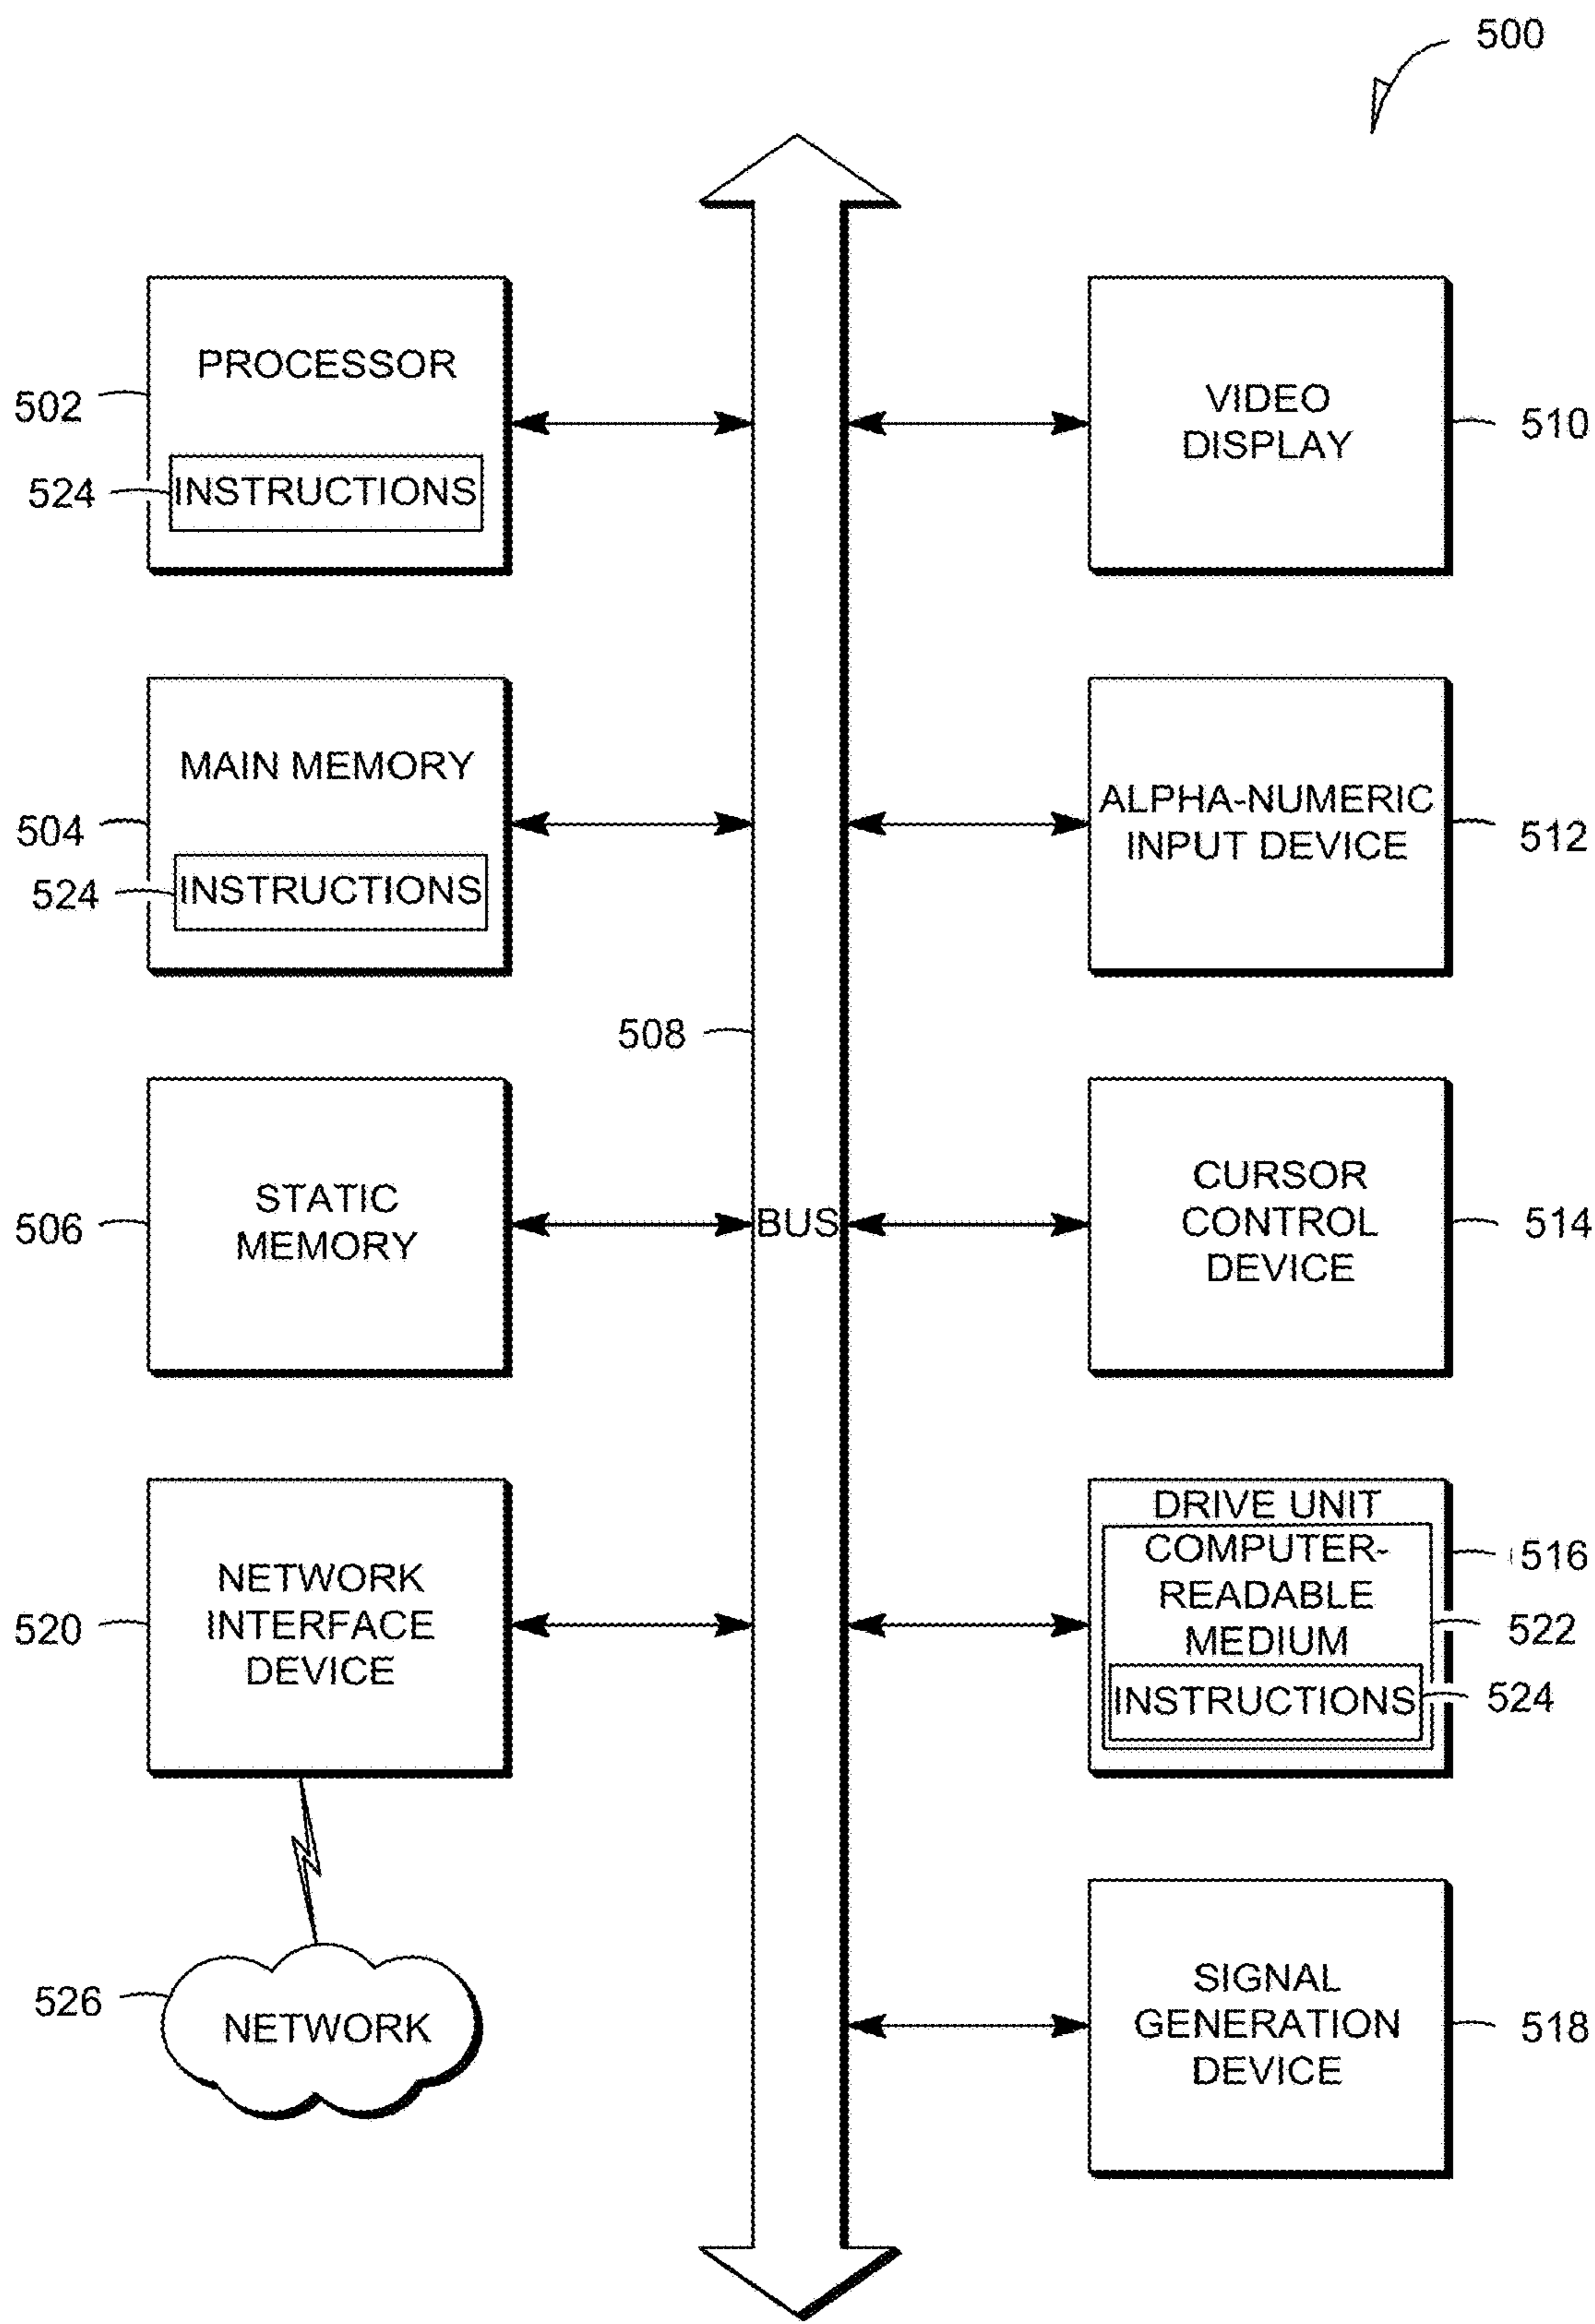 500
PROCESSOR
502
524
INSTRUCTIONS
MAIN MEMORY
504
524
INSTRUCTIONS
508
STATIC
MEMORY
506
BUS
NETWORK
INTERFACE
DEVICE
520
526
NETWORK
VIDEO
DISPLAY
510
ALPHA-NUMERIC
INPUT DEVICE
512
CURSOR
CONTROL
DEVICE
514
DRIVE UNIT
COMPUTER-
READABLE
MEDIUM
INSTRUCTIONS
516
522
524
SIGNAL
GENERATION
DEVICE
518